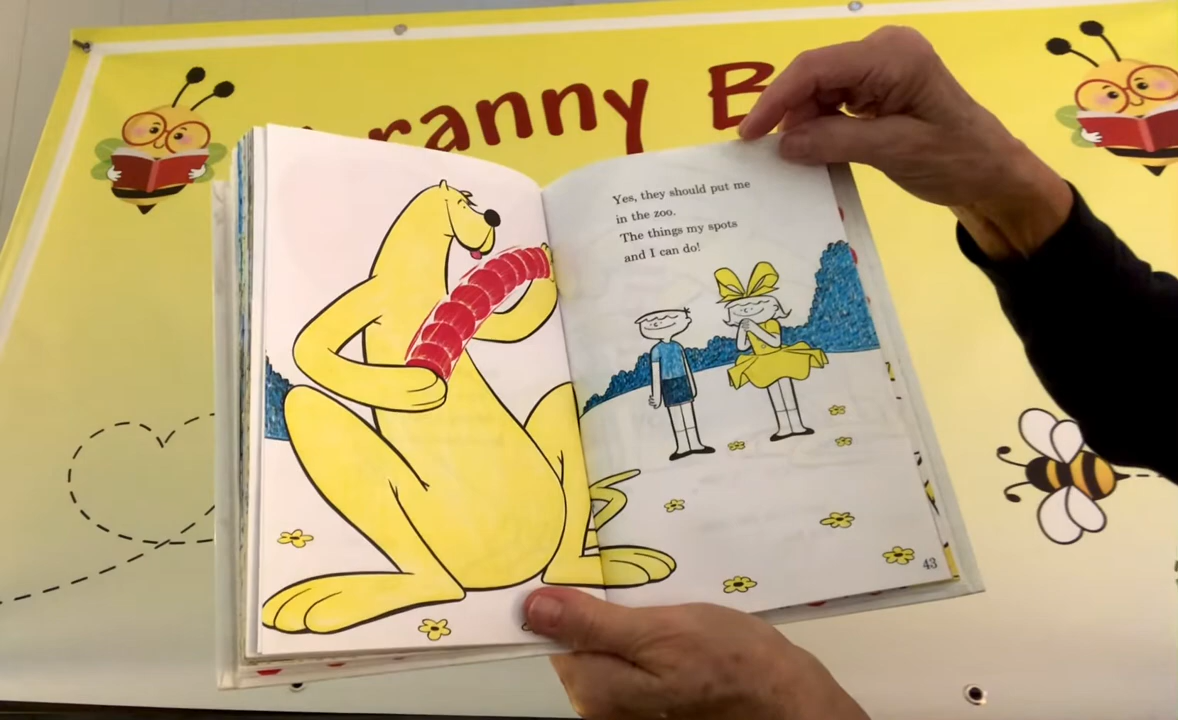 ranny B
Yes, they should put me
in the zoo.
The things my spots
and I can do!
43